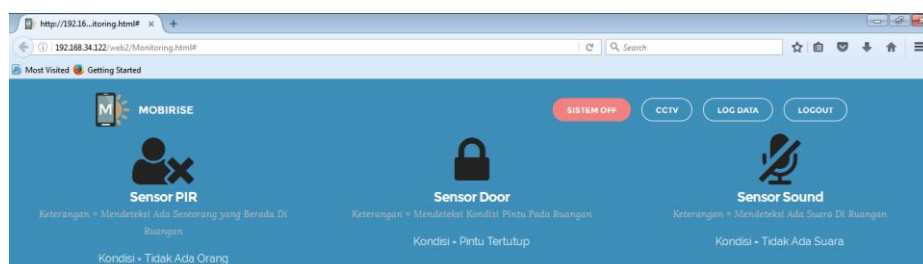 http://192.16...itoring.html#
192.168.34.122/web2/Monitoring.html#
Search
Most Visited Getting Started
M MOBIRISE
SISTEM OFF CCTV LOG DATA LOGOUT
Sensor PIR
Keterangan = Mendeteksi Ada Seseorang yang Berada Di
Ruangan
Kondisi = Tidak Ada Orang
Sensor Door
Keterangan = Mendeteksi Kondisi Pintu Pada Ruangan
Kondisi = Pintu Tertutup
Sensor Sound
Keterangan = Mendeteksi Ada Suara Di Ruangan
Kondisi = Tidak Ada Suara